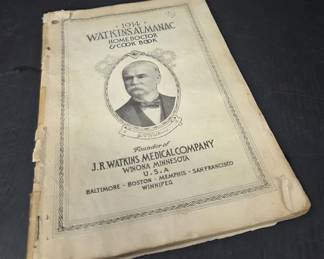 1914
WATKINS ALMANAC
HOME DOCTOR
& COOK BOOK
Founder of
J.R. WATKINS MEDICAL COMPANY
WINONA MINNESOTA
U.S.A.
BALTIMORE - BOSTON - MEMPHIS - SAN FRANCISCO
WINNIPEG